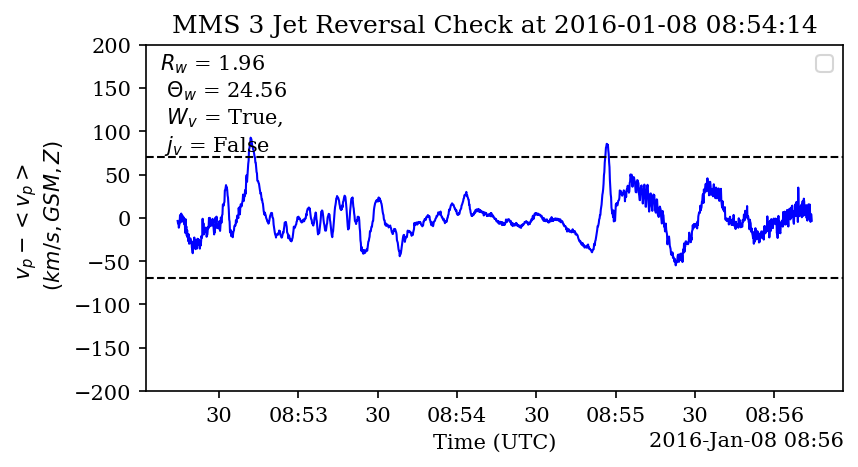 MMS 3 Jet Reversal Check at 2016-01-08 08:54:14
R_w = 1.96
Θ_w = 24.56
W_v = True,
j_v = False
200
150
100
50
0
−50
−100
−150
−200
v_p − < v_p >
(km/s, GSM, Z)
30 08:53 30 08:54 30 08:55 30 08:56
Time (UTC)
2016-Jan-08 08:56